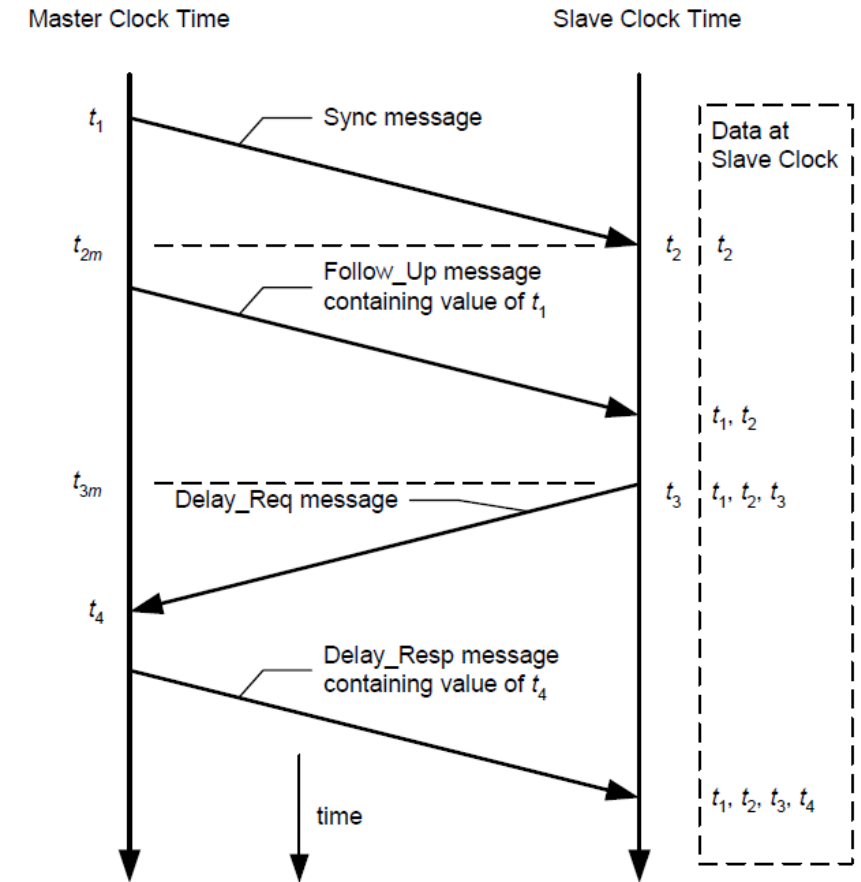 Master Clock Time
Slave Clock Time
t1
Sync message
Data at
Slave Clock
t2m
t2
t2
Follow_Up message
containing value of t1
t1, t2
t3m
Delay_Req message
t3
t1, t2, t3
t4
Delay_Resp message
containing value of t4
t1, t2, t3, t4
time